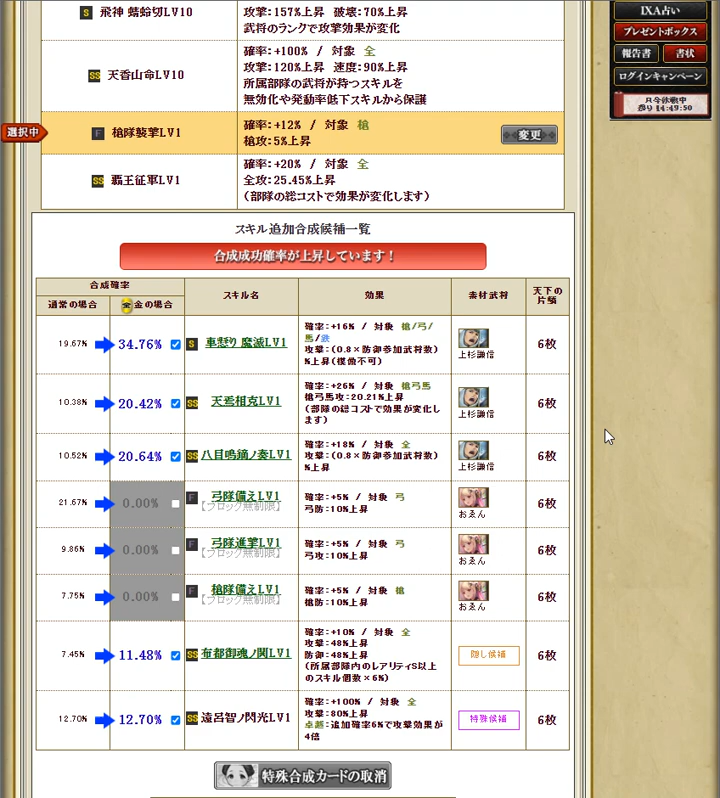 S 飛神 蜻蛉切LV10
攻撃：157%上昇 破壊：70%上昇
武将のランクで攻撃効果が変化
SS 天香山命LV10
確率：+100% / 対象 全
攻撃：120%上昇 速度：90%上昇
所属部隊の武将が持つスキルを
無効化や発動率低下スキルから保護
選択中
F 槍隊襲撃LV1
確率：+12% / 対象 槍
槍攻：5%上昇
変更
SS 覇王征軍LV1
確率：+20% / 対象 全
全攻：25.45%上昇
（部隊の総コストで効果が変化します）
IXA占い
プレゼントボックス
報告書 書状
ログインキャンペーン
只今休戦中
残り 14:49:50
スキル追加合成候補一覧
合成成功確率が上昇しています！
合成確率
通常の場合 金の場合
スキル名
効果
素材武将
天下の
片鱗
19.67% 34.76% S 車懸り 魔滅LV1
確率：+16% / 対象 槍/弓/
馬/鉄
攻撃：(0.8×防御参加武将数)
%上昇(模倣不可)
上杉謙信
6枚
10.38% 20.42% SS 天焉相克LV1
確率：+26% / 対象 槍弓馬
槍弓馬攻：20.21%上昇
(部隊の総コストで効果が変化し
ます)
上杉謙信
6枚
10.52% 20.64% SS 八目鳴鏑ノ奏LV1
確率：+18% / 対象 全
攻撃：(0.8×防御参加武将数)
%上昇
上杉謙信
6枚
21.67% 0.00% F 弓隊備えLV1
【ブロック無制限】
確率：+5% / 対象 弓
弓防：10%上昇
おゑん
6枚
9.86% 0.00% F 弓隊進撃LV1
【ブロック無制限】
確率：+5% / 対象 弓
弓攻：10%上昇
おゑん
6枚
7.75% 0.00% F 槍隊備えLV1
【ブロック無制限】
確率：+5% / 対象 槍
槍防：10%上昇
おゑん
6枚
7.45% 11.48% SS 布都御魂ノ関LV1
確率：+10% / 対象 全
攻撃：48%上昇
防御：48%上昇
(所属部隊内のレアリティS以上
のスキル個数×6%)
隠し候補
6枚
12.70% 12.70% SS 遠呂智ノ閃光LV1
確率：+100% / 対象 全
攻撃：80%上昇
卓越：追加確率6%で攻撃効果が
4倍
特殊候補
6枚
特殊合成カードの取消